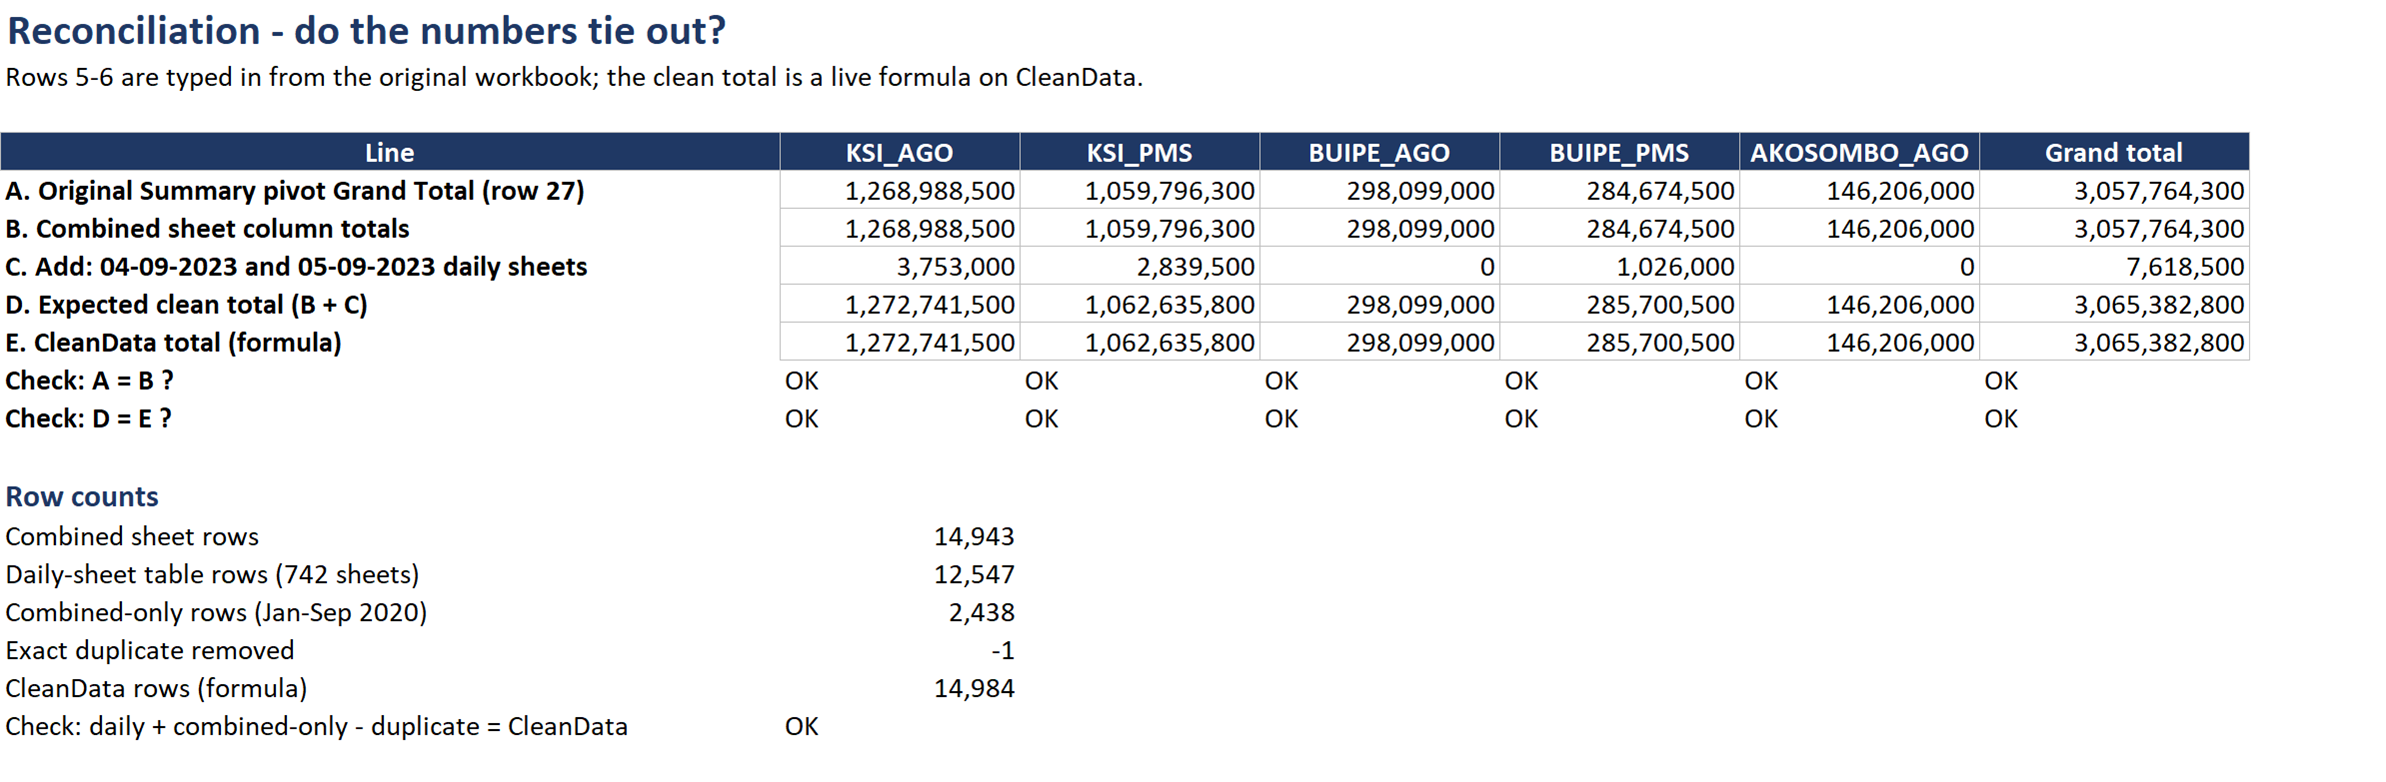 Reconciliation - do the numbers tie out?
Rows 5-6 are typed in from the original workbook; the clean total is a live formula on CleanData.
Line KSI_AGO KSI_PMS BUIPE_AGO BUIPE_PMS AKOSOMBO_AGO Grand total
A. Original Summary pivot Grand Total (row 27) 1,268,988,500 1,059,796,300 298,099,000 284,674,500 146,206,000 3,057,764,300
B. Combined sheet column totals 1,268,988,500 1,059,796,300 298,099,000 284,674,500 146,206,000 3,057,764,300
C. Add: 04-09-2023 and 05-09-2023 daily sheets 3,753,000 2,839,500 0 1,026,000 0 7,618,500
D. Expected clean total (B + C) 1,272,741,500 1,062,635,800 298,099,000 285,700,500 146,206,000 3,065,382,800
E. CleanData total (formula) 1,272,741,500 1,062,635,800 298,099,000 285,700,500 146,206,000 3,065,382,800
Check: A = B ? OK OK OK OK OK OK
Check: D = E ? OK OK OK OK OK OK
Row counts
Combined sheet rows 14,943
Daily-sheet table rows (742 sheets) 12,547
Combined-only rows (Jan-Sep 2020) 2,438
Exact duplicate removed -1
CleanData rows (formula) 14,984
Check: daily + combined-only - duplicate = CleanData OK